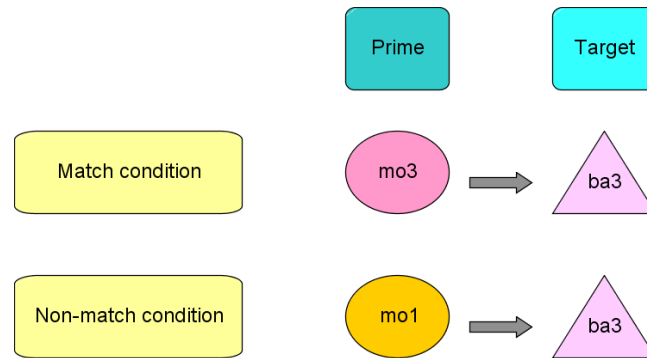 Prime
Target
Match condition
mo3
ba3
Non-match condition
mo1
ba3